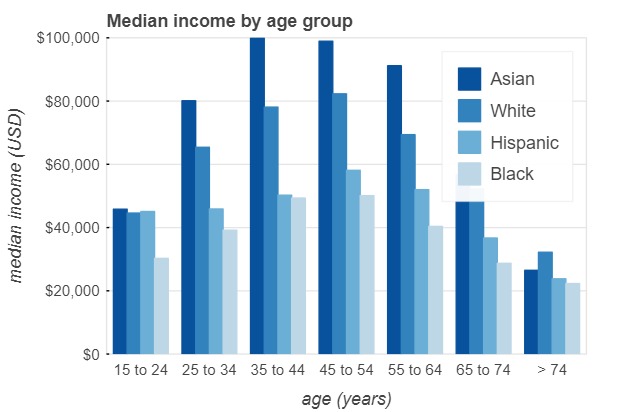 Median income by age group
$100,000
$80,000
$60,000
$40,000
$20,000
$0
median income (USD)
Asian
White
Hispanic
Black
15 to 24 25 to 34 35 to 44 45 to 54 55 to 64 65 to 74 > 74
age (years)